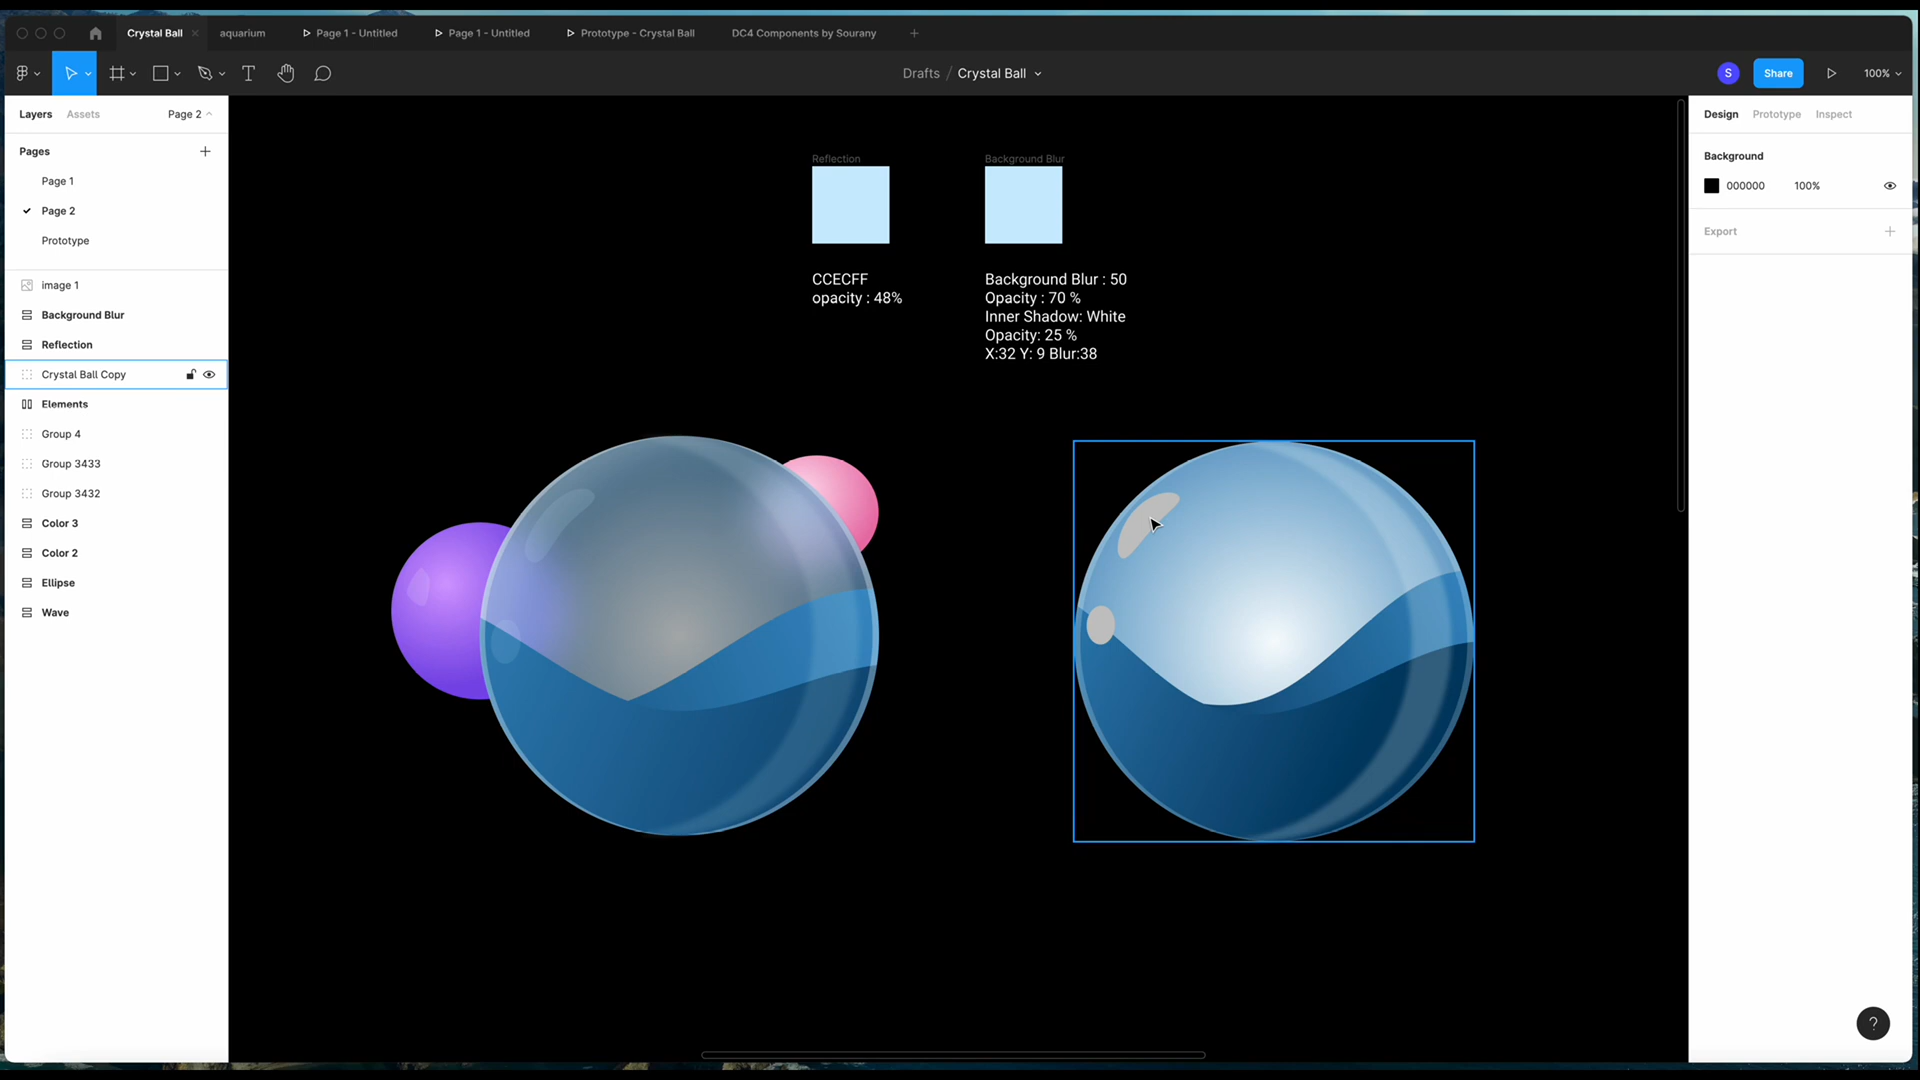 Crystal Ball
aquarium
Page 1 - Untitled
Page 1 - Untitled
Prototype - Crystal Ball
DC4 Components by Sourany
T
Drafts / Crystal Ball
S
Share
100%
Layers
Assets
Page 2
Pages
Page 1
Page 2
Prototype
image 1
Background Blur
Reflection
Crystal Ball Copy
Elements
Group 4
Group 3433
Group 3432
Color 3
Color 2
Ellipse
Wave
Reflection
CCECFF
opacity : 48%
Background Blur
Background Blur : 50
Opacity : 70 %
Inner Shadow: White
Opacity: 25 %
X:32 Y: 9 Blur:38
Design
Prototype
Inspect
Background
000000
100%
Export
?